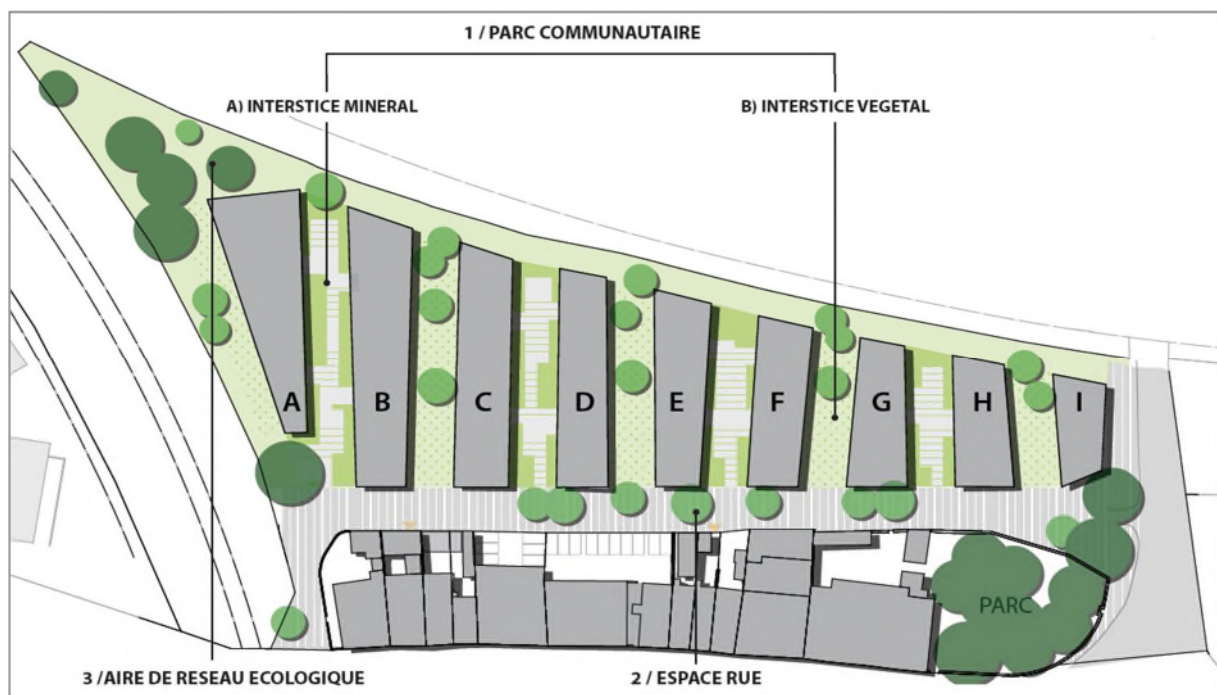 1 / PARC COMMUNAUTAIRE
A) INTERSTICE MINERAL
B) INTERSTICE VEGETAL
A
B
C
D
E
F
G
H
I
PARC
3 /AIRE DE RESEAU ECOLOGIQUE
2 / ESPACE RUE